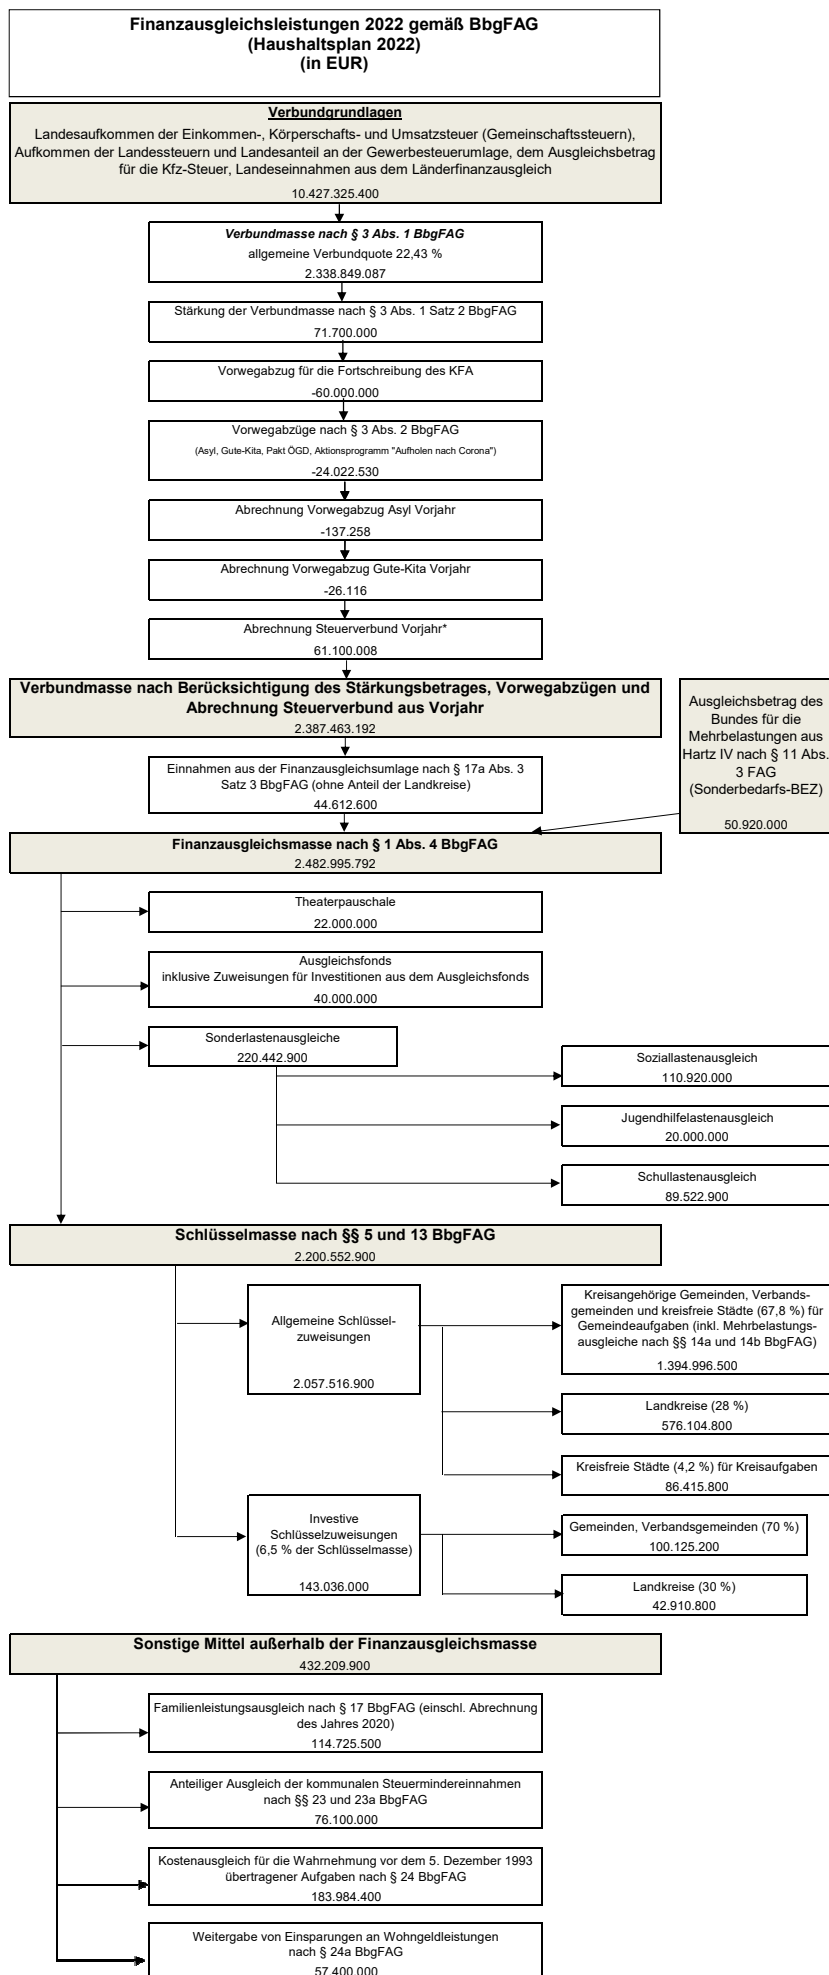 Finanzausgleichsleistungen 2022 gemäß BbgFAG
(Haushaltsplan 2022)
(in EUR)
Verbundgrundlagen
Landesaufkommen der Einkommen-, Körperschafts- und Umsatzsteuer (Gemeinschaftssteuern),
Aufkommen der Landessteuern und Landesanteil an der Gewerbesteuerumlage, dem Ausgleichsbetrag
für die Kfz-Steuer, Landeseinnahmen aus dem Länderfinanzausgleich
10.427.325.400
Verbundmasse nach § 3 Abs. 1 BbgFAG
allgemeine Verbundquote 22,43 %
2.338.849.087
Stärkung der Verbundmasse nach § 3 Abs. 1 Satz 2 BbgFAG
71.700.000
Vorwegabzug für die Fortschreibung des KFA
-60.000.000
Vorwegabzüge nach § 3 Abs. 2 BbgFAG
(Asyl, Gute-Kita, Pakt ÖGD, Aktionsprogramm "Aufholen nach Corona")
-24.022.530
Abrechnung Vorwegabzug Asyl Vorjahr
-137.258
Abrechnung Vorwegabzug Gute-Kita Vorjahr
-26.116
Abrechnung Steuerverbund Vorjahr*
61.100.008
Verbundmasse nach Berücksichtigung des Stärkungsbetrages, Vorwegabzügen und
Abrechnung Steuerverbund aus Vorjahr
2.387.463.192
Ausgleichsbetrag des
Bundes für die
Mehrbelastungen aus
Hartz IV nach § 11 Abs.
3 FAG
(Sonderbedarfs-BEZ)
50.920.000
Einnahmen aus der Finanzausgleichsumlage nach § 17a Abs. 3
Satz 3 BbgFAG (ohne Anteil der Landkreise)
44.612.600
Finanzausgleichsmasse nach § 1 Abs. 4 BbgFAG
2.482.995.792
Theaterpauschale
22.000.000
Ausgleichsfonds
inklusive Zuweisungen für Investitionen aus dem Ausgleichsfonds
40.000.000
Sonderlastenausgleiche
220.442.900
Soziallastenausgleich
110.920.000
Jugendhilfelastenausgleich
20.000.000
Schullastenausgleich
89.522.900
Schlüsselmasse nach §§ 5 und 13 BbgFAG
2.200.552.900
Allgemeine Schlüssel-
zuweisungen
2.057.516.900
Kreisangehörige Gemeinden, Verbands-
gemeinden und kreisfreie Städte (67,8 %) für
Gemeindeaufgaben (inkl. Mehrbelastungs-
ausgleiche nach §§ 14a und 14b BbgFAG)
1.394.996.500
Landkreise (28 %)
576.104.800
Kreisfreie Städte (4,2 %) für Kreisaufgaben
86.415.800
Investive
Schlüsselzuweisungen
(6,5 % der Schlüsselmasse)
143.036.000
Gemeinden, Verbandsgemeinden (70 %)
100.125.200
Landkreise (30 %)
42.910.800
Sonstige Mittel außerhalb der Finanzausgleichsmasse
432.209.900
Familienleistungsausgleich nach § 17 BbgFAG (einschl. Abrechnung
des Jahres 2020)
114.725.500
Anteiliger Ausgleich der kommunalen Steuermindereinnahmen
nach §§ 23 und 23a BbgFAG
76.100.000
Kostenausgleich für die Wahrnehmung vor dem 5. Dezember 1993
übertragener Aufgaben nach § 24 BbgFAG
183.984.400
Weitergabe von Einsparungen an Wohngeldleistungen
nach § 24a BbgFAG
57.400.000